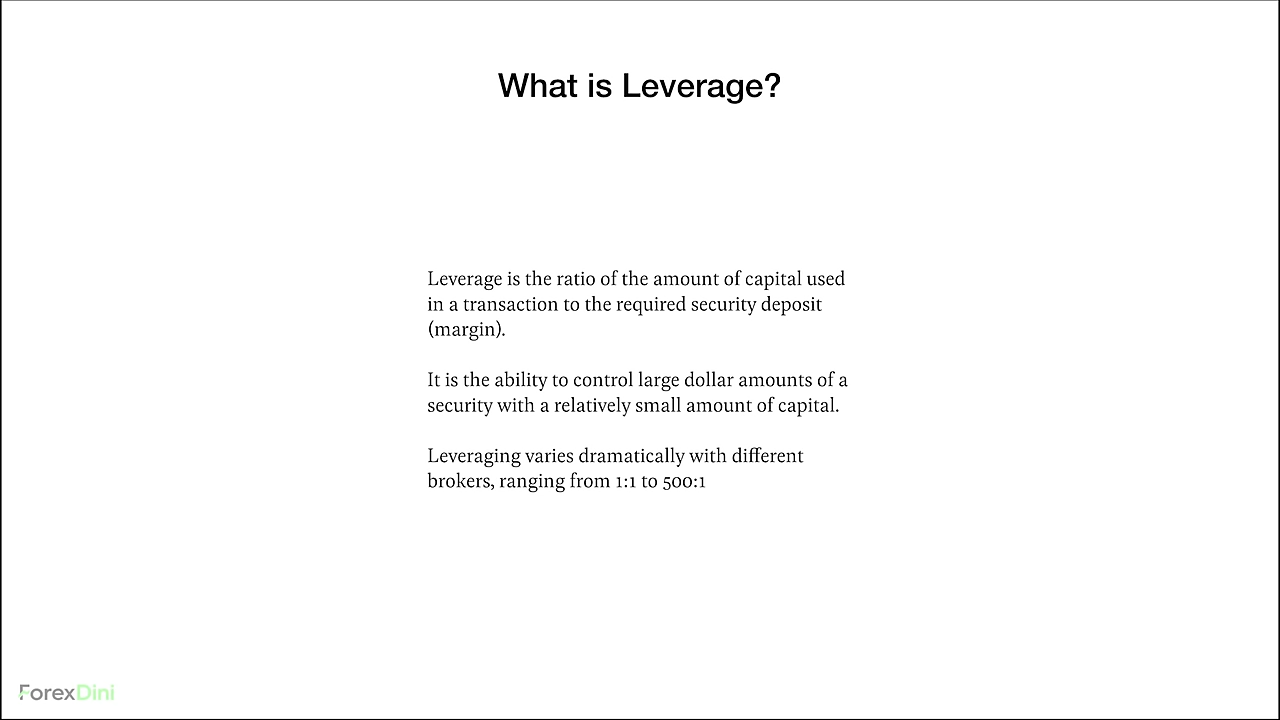 What is Leverage?
Leverage is the ratio of the amount of capital used
in a transaction to the required security deposit
(margin).
It is the ability to control large dollar amounts of a
security with a relatively small amount of capital.
Leveraging varies dramatically with different
brokers, ranging from 1:1 to 500:1
ForexDini